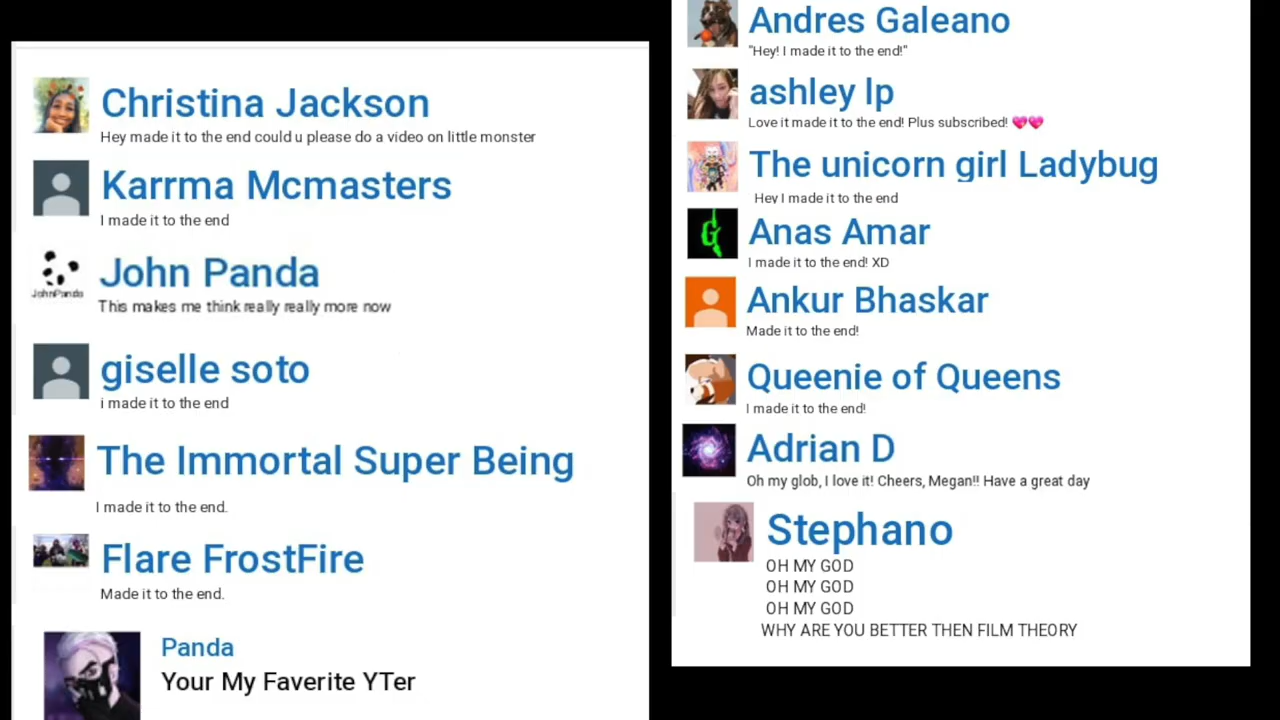 Christina Jackson
Hey made it to the end could u please do a video on little monster
Karrma Mcmasters
I made it to the end
JohnPanda
John Panda
This makes me think really really more now
giselle soto
i made it to the end
The Immortal Super Being
I made it to the end.
Flare FrostFire
Made it to the end.
Panda
Your My Faverite YTer
Andres Galeano
"Hey! I made it to the end!"
ashley lp
Love it made it to the end! Plus subscribed! 💖💖
The unicorn girl Ladybug
Hey I made it to the end
G
Anas Amar
I made it to the end! XD
Ankur Bhaskar
Made it to the end!
Queenie of Queens
I made it to the end!
Adrian D
Oh my glob, I love it! Cheers, Megan!! Have a great day
Stephano
OH MY GOD
OH MY GOD
OH MY GOD
WHY ARE YOU BETTER THEN FILM THEORY